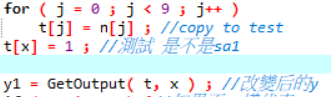 for ( j = 0 ; j < 9 ; j++ )
t[j] = n[j] ; //copy to test
t[x] = 1 ; //測試 是不是sa1
y1 = GetOutput( t, x ) ; //改變后的y